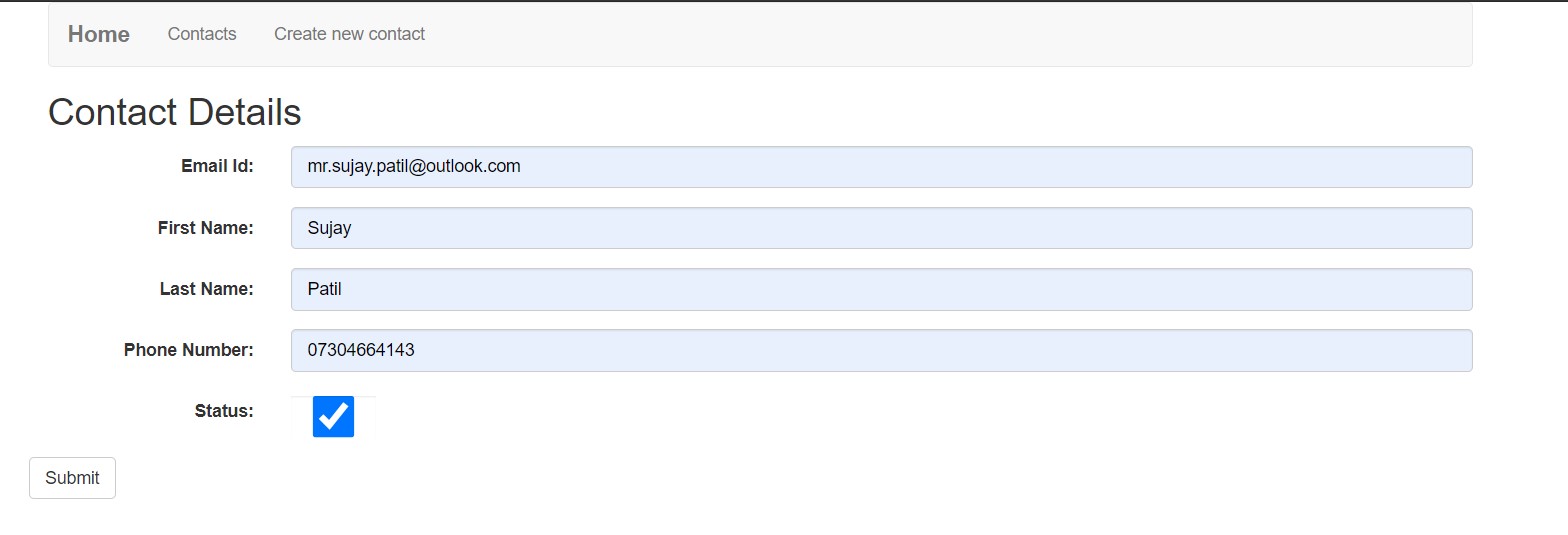 Home Contacts Create new contact
Contact Details
Email Id: mr.sujay.patil@outlook.com
First Name: Sujay
Last Name: Patil
Phone Number: 07304664143
Status:
Submit